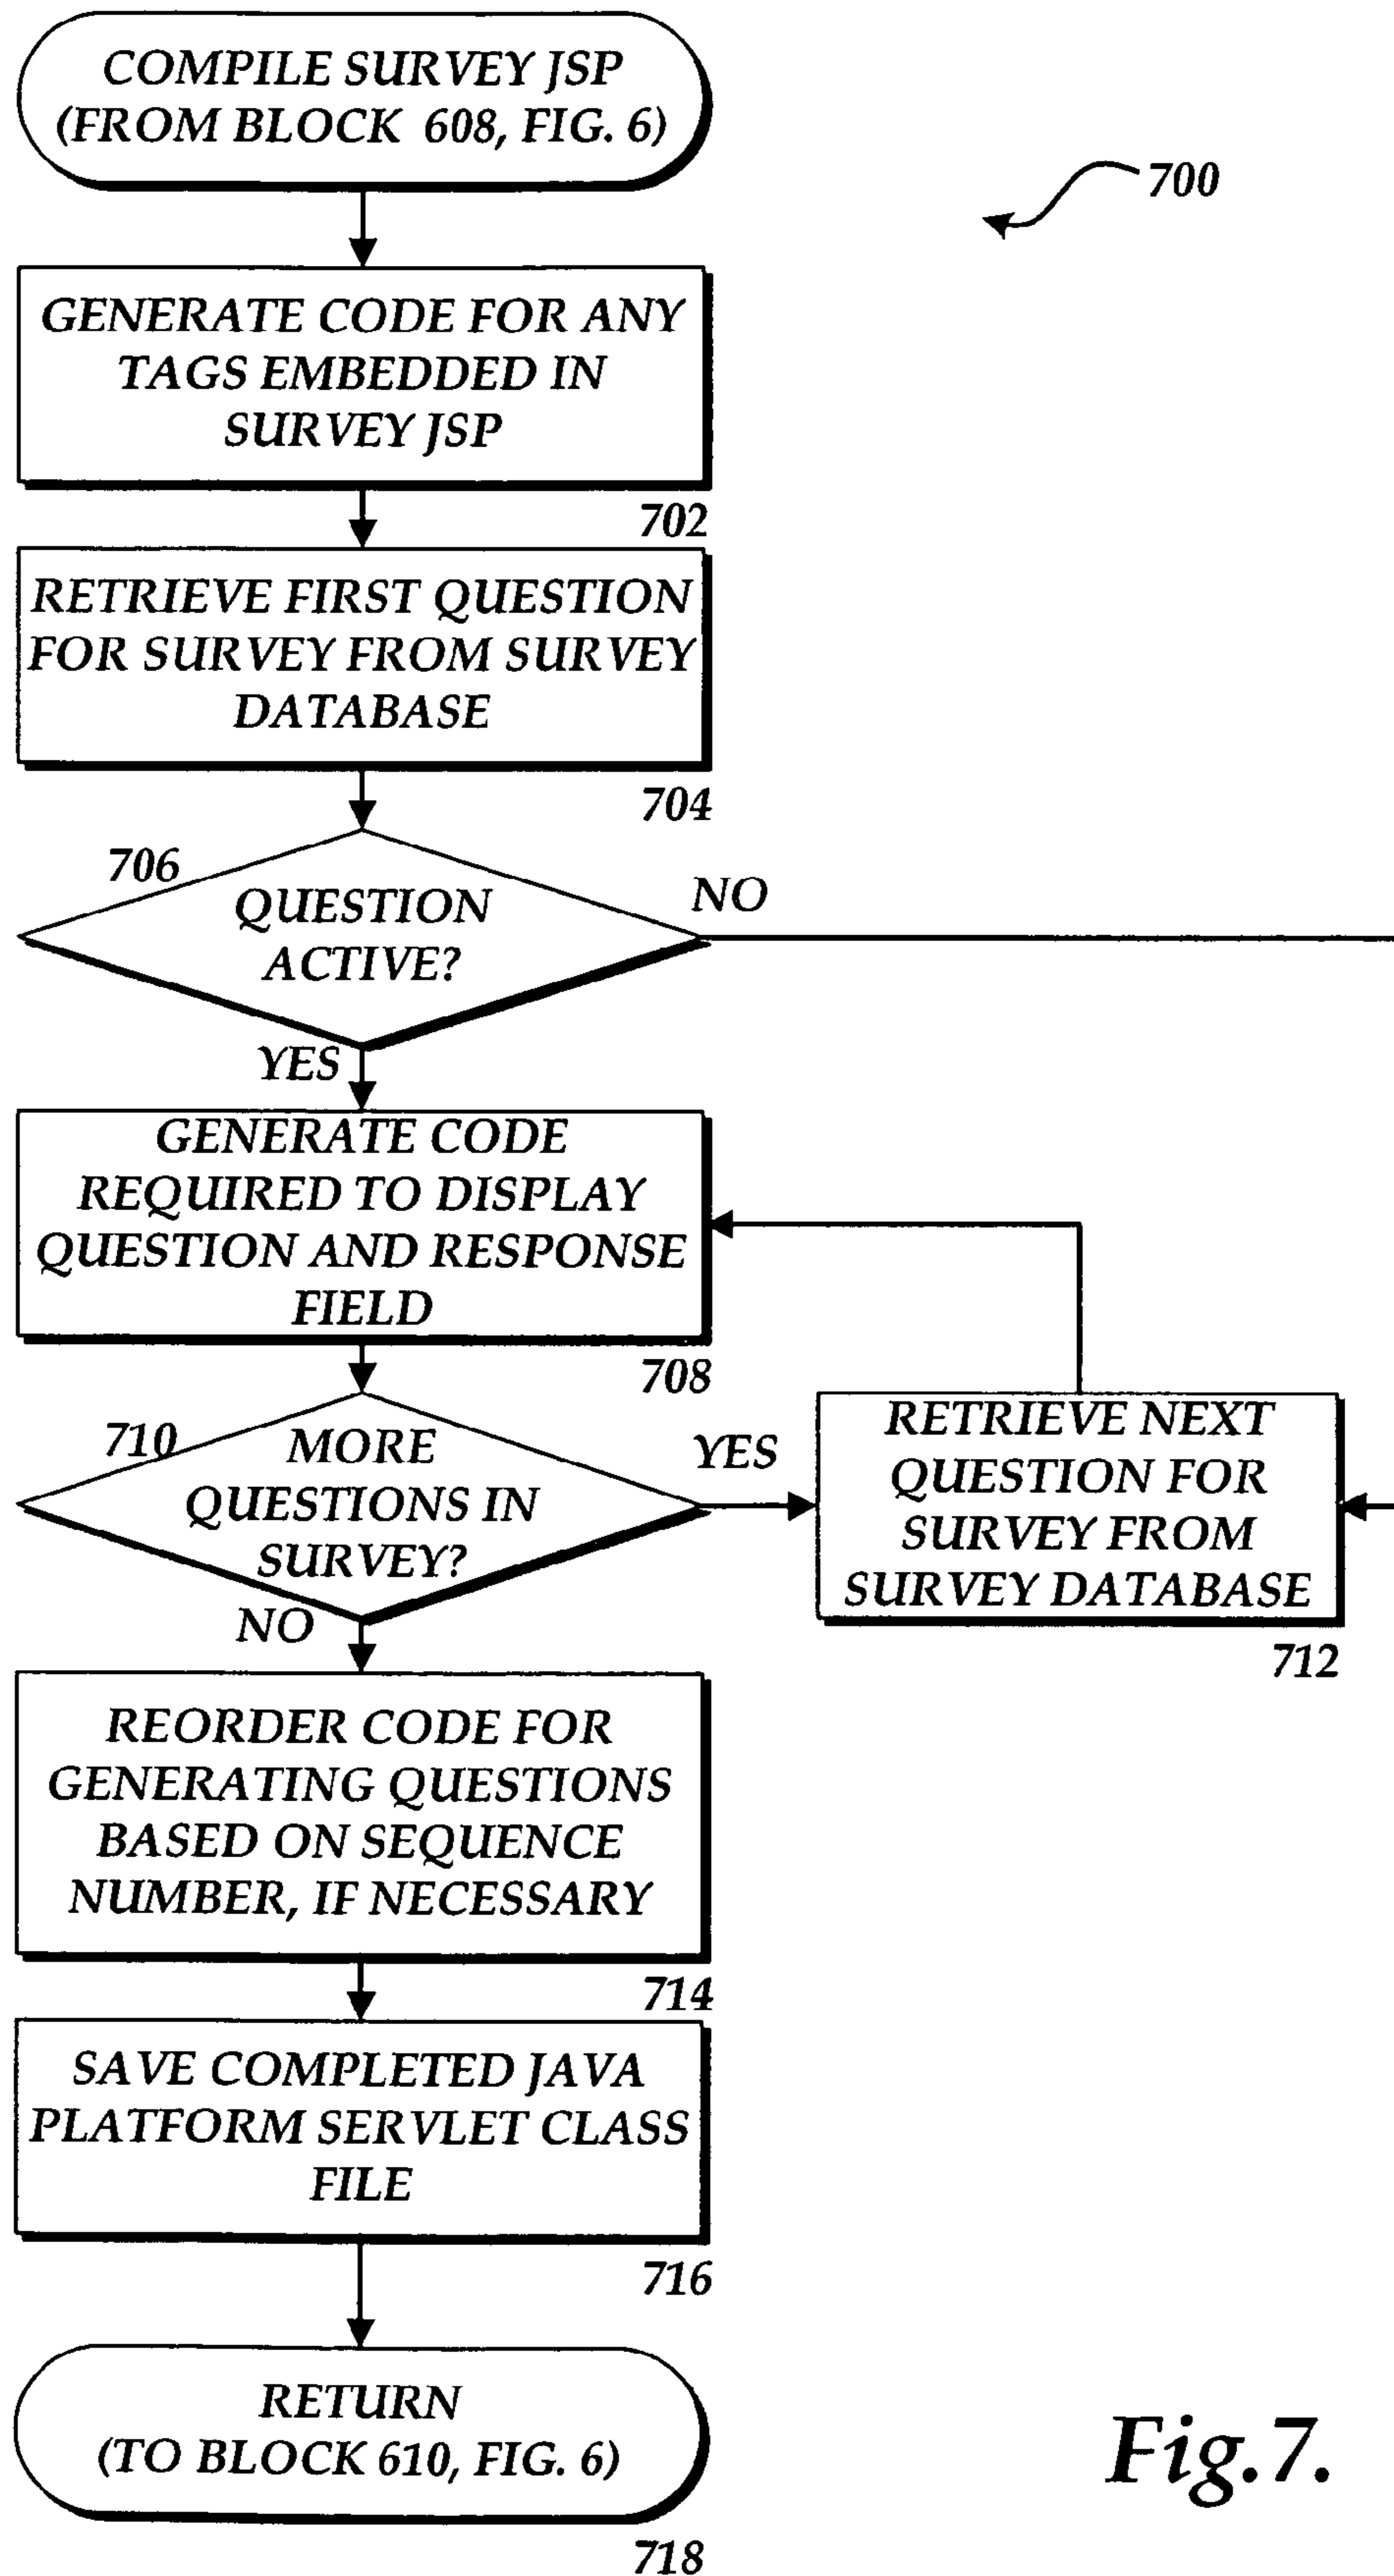 COMPILE SURVEY JSP
(FROM BLOCK 608, FIG. 6)
700
GENERATE CODE FOR ANY
TAGS EMBEDDED IN
SURVEY JSP
702
RETRIEVE FIRST QUESTION
FOR SURVEY FROM SURVEY
DATABASE
704
706
QUESTION
ACTIVE?
NO
YES
GENERATE CODE
REQUIRED TO DISPLAY
QUESTION AND RESPONSE
FIELD
708
710
MORE
QUESTIONS IN
SURVEY?
YES
NO
RETRIEVE NEXT
QUESTION FOR
SURVEY FROM
SURVEY DATABASE
712
REORDER CODE FOR
GENERATING QUESTIONS
BASED ON SEQUENCE
NUMBER, IF NECESSARY
714
SAVE COMPLETED JAVA
PLATFORM SERVLET CLASS
FILE
716
RETURN
(TO BLOCK 610, FIG. 6)
718
Fig.7.